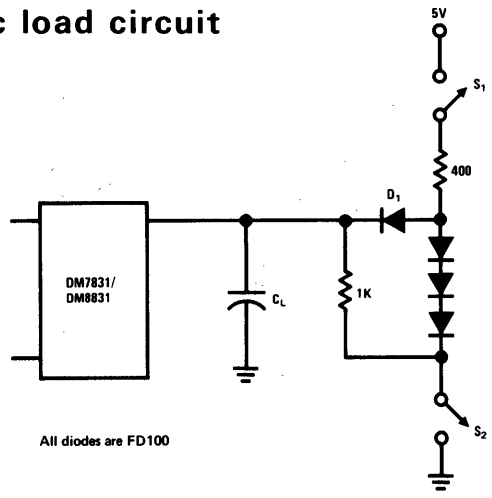 c load circuit
5V
S1
400
D1
DM7831/
DM8831
CL
1K
All diodes are FD100
S2